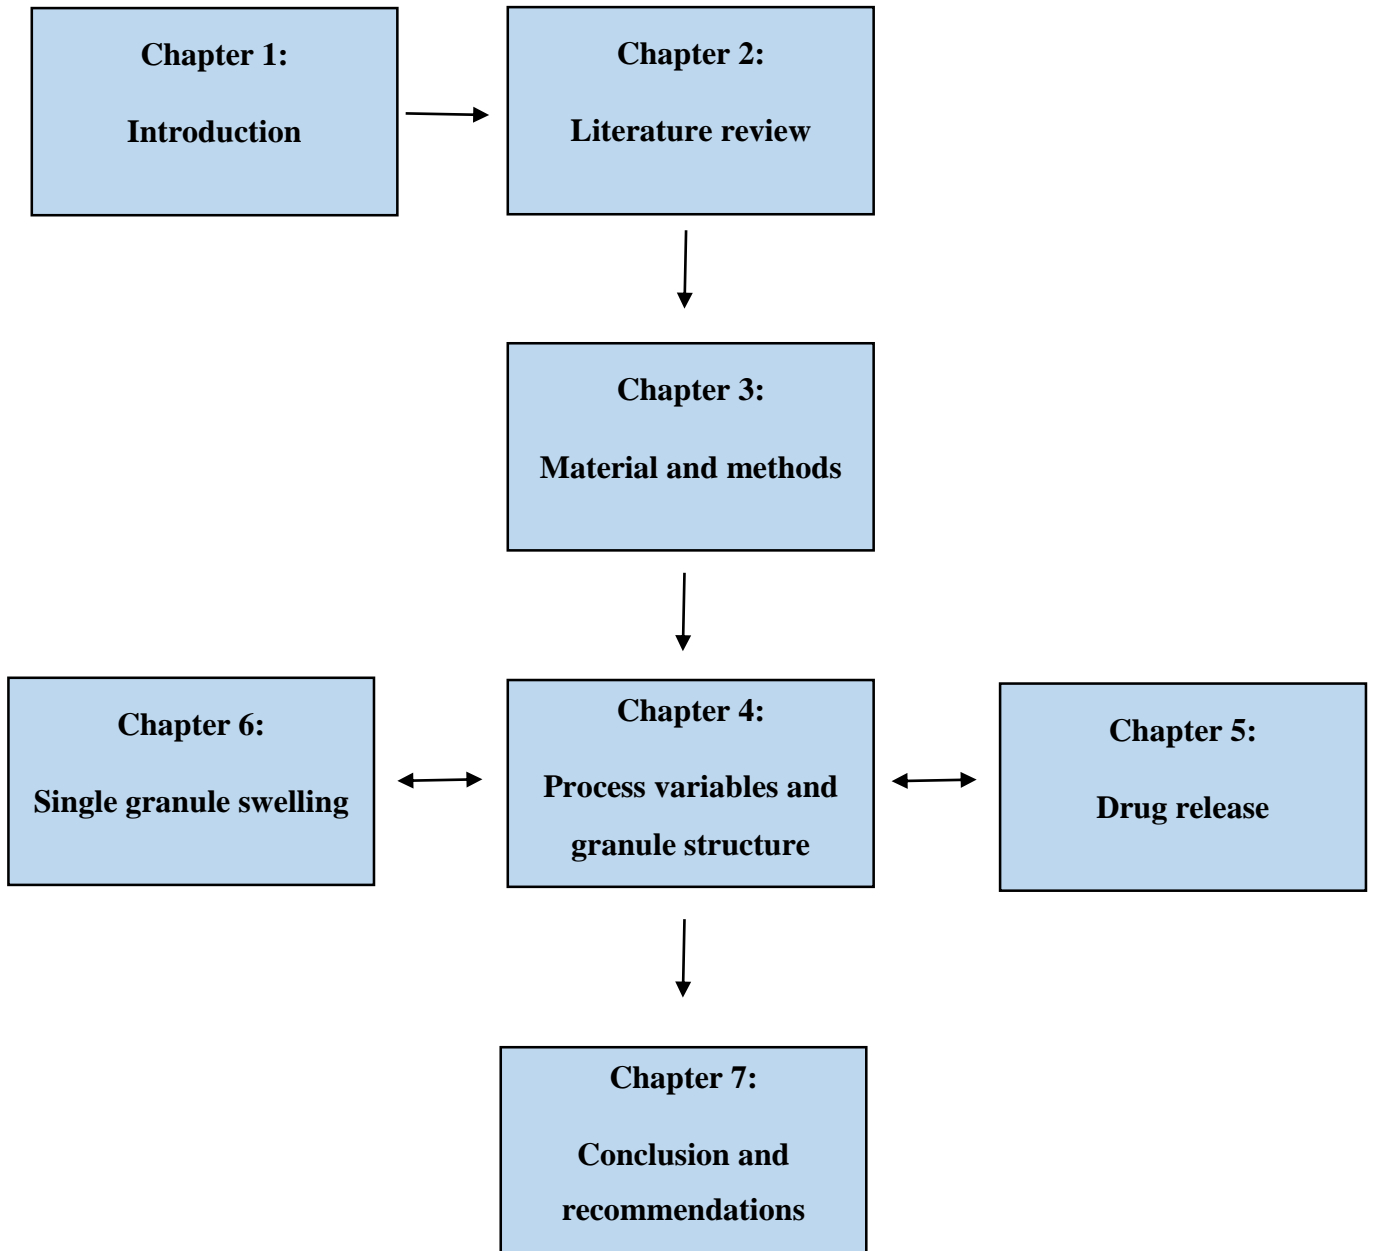 Chapter 1:
Introduction
Chapter 2:
Literature review
Chapter 3:
Material and methods
Chapter 6:
Single granule swelling
Chapter 4:
Process variables and
granule structure
Chapter 5:
Drug release
Chapter 7:
Conclusion and
recommendations